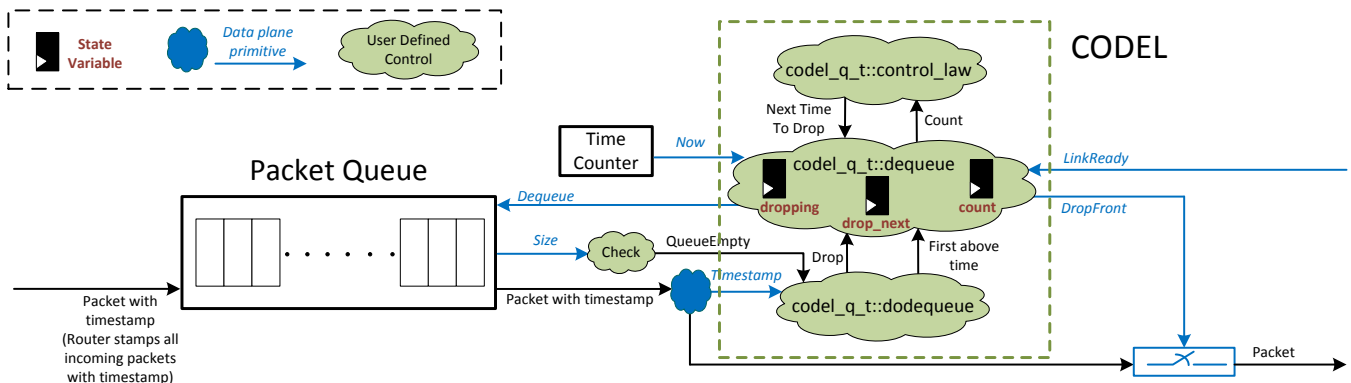 State
Variable
Data plane
primitive
User Defined
Control
CODEL
codel_q_t::control_law
Next Time
To Drop
Count
Time
Counter
Now
codel_q_t::dequeue
LinkReady
Packet Queue
Dequeue
dropping
drop_next
count
DropFront
Size
Check
QueueEmpty
Drop
First above
time
Timestamp
codel_q_t::dodequeue
Packet with timestamp
Packet with
timestamp
(Router stamps all
incoming packets
with timestamp)
Packet